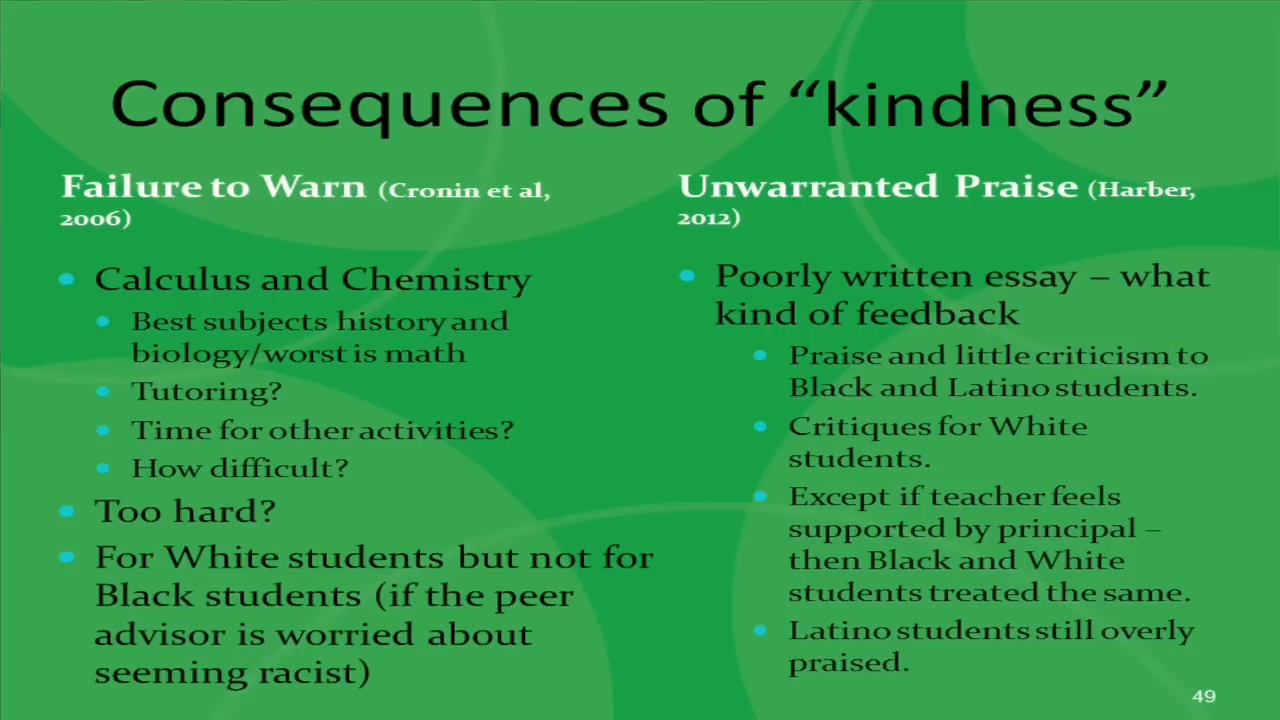 Consequences of “kindness”
Failure to Warn (Cronin et al,
2006)
• Calculus and Chemistry
• Best subjects history and
biology/worst is math
• Tutoring?
• Time for other activities?
• How difficult?
• Too hard?
• For White students but not for
Black students (if the peer
advisor is worried about
seeming racist)
Unwarranted Praise (Harber,
2012)
• Poorly written essay – what
kind of feedback
• Praise and little criticism to
Black and Latino students.
• Critiques for White
students.
• Except if teacher feels
supported by principal –
then Black and White
students treated the same.
• Latino students still overly
praised.
49